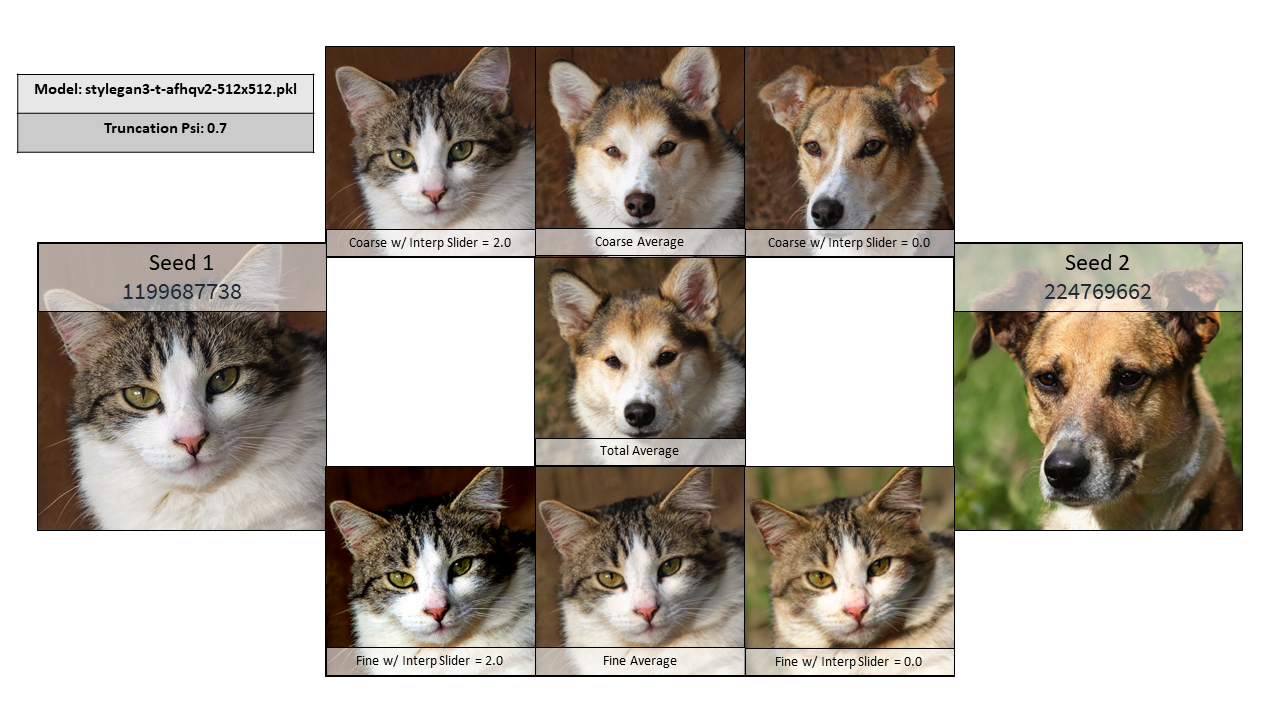 Model: stylegan3-t-afhqv2-512x512.pkl
Truncation Psi: 0.7
Coarse w/ Interp Slider = 2.0
Coarse Average
Coarse w/ Interp Slider = 0.0
Seed 1
1199687738
Seed 2
224769662
Total Average
Fine w/ Interp Slider = 2.0
Fine Average
Fine w/ Interp Slider = 0.0